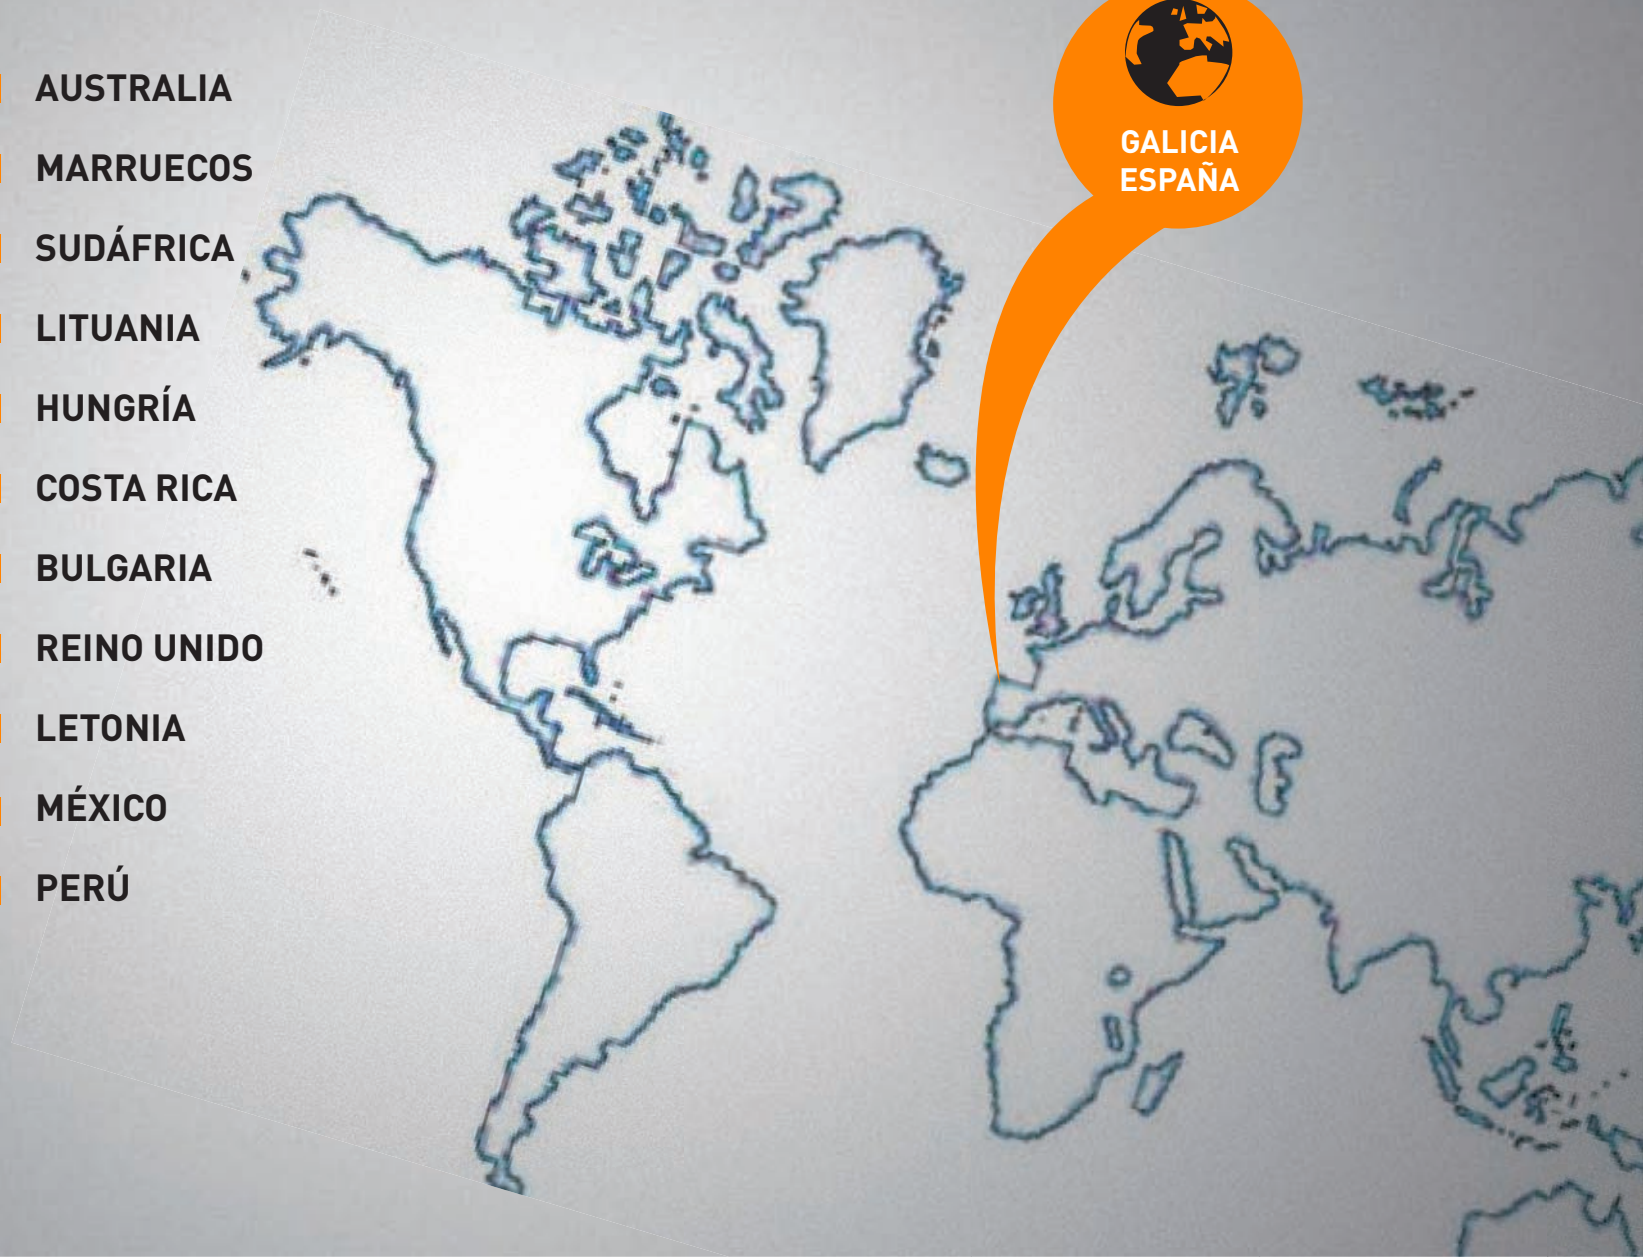 AUSTRALIA
MARRUECOS
SUDÁFRICA
LITUANIA
HUNGRÍA
COSTA RICA
BULGARIA
REINO UNIDO
LETONIA
MÉXICO
PERÚ
GALICIA
ESPAÑA